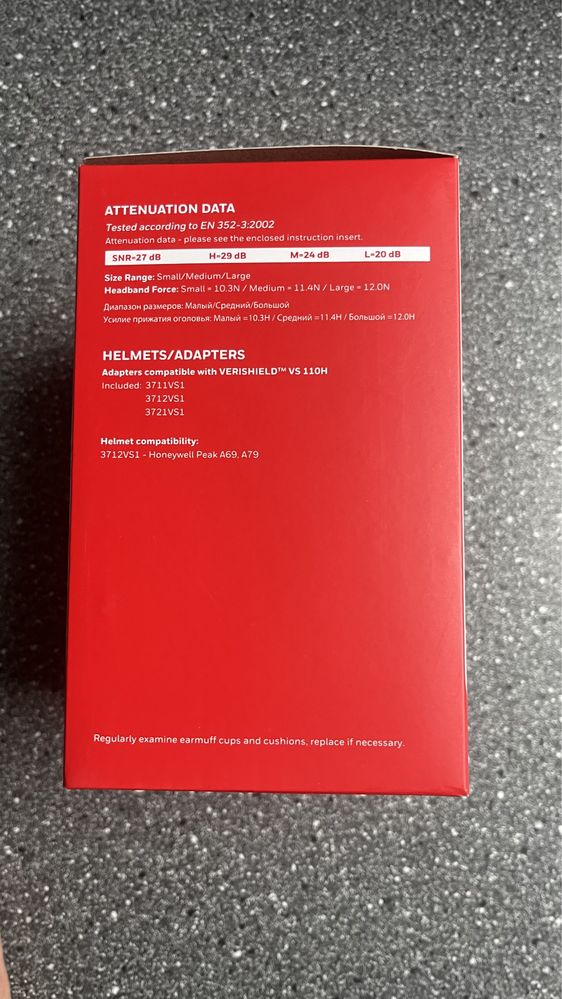 ATTENUATION DATA
Tested according to EN 352-3:2002
Attenuation data - please see the enclosed instruction insert.
SNR=27 dB H=29 dB M=24 dB L=20 dB
Size Range: Small/Medium/Large
Headband Force: Small = 10.3N / Medium = 11.4N / Large = 12.0N
Диапазон размеров: Малый/Средний/Большой
Усилие прижатия оголовья: Малый =10.3Н / Средний =11.4Н / Большой =12.0Н
HELMETS/ADAPTERS
Adapters compatible with VERISHIELD™ VS 110H
Included: 3711VS1
3712VS1
3721VS1
Helmet compatibility:
3712VS1 - Honeywell Peak A69, A79
Regularly examine earmuff cups and cushions, replace if necessary.